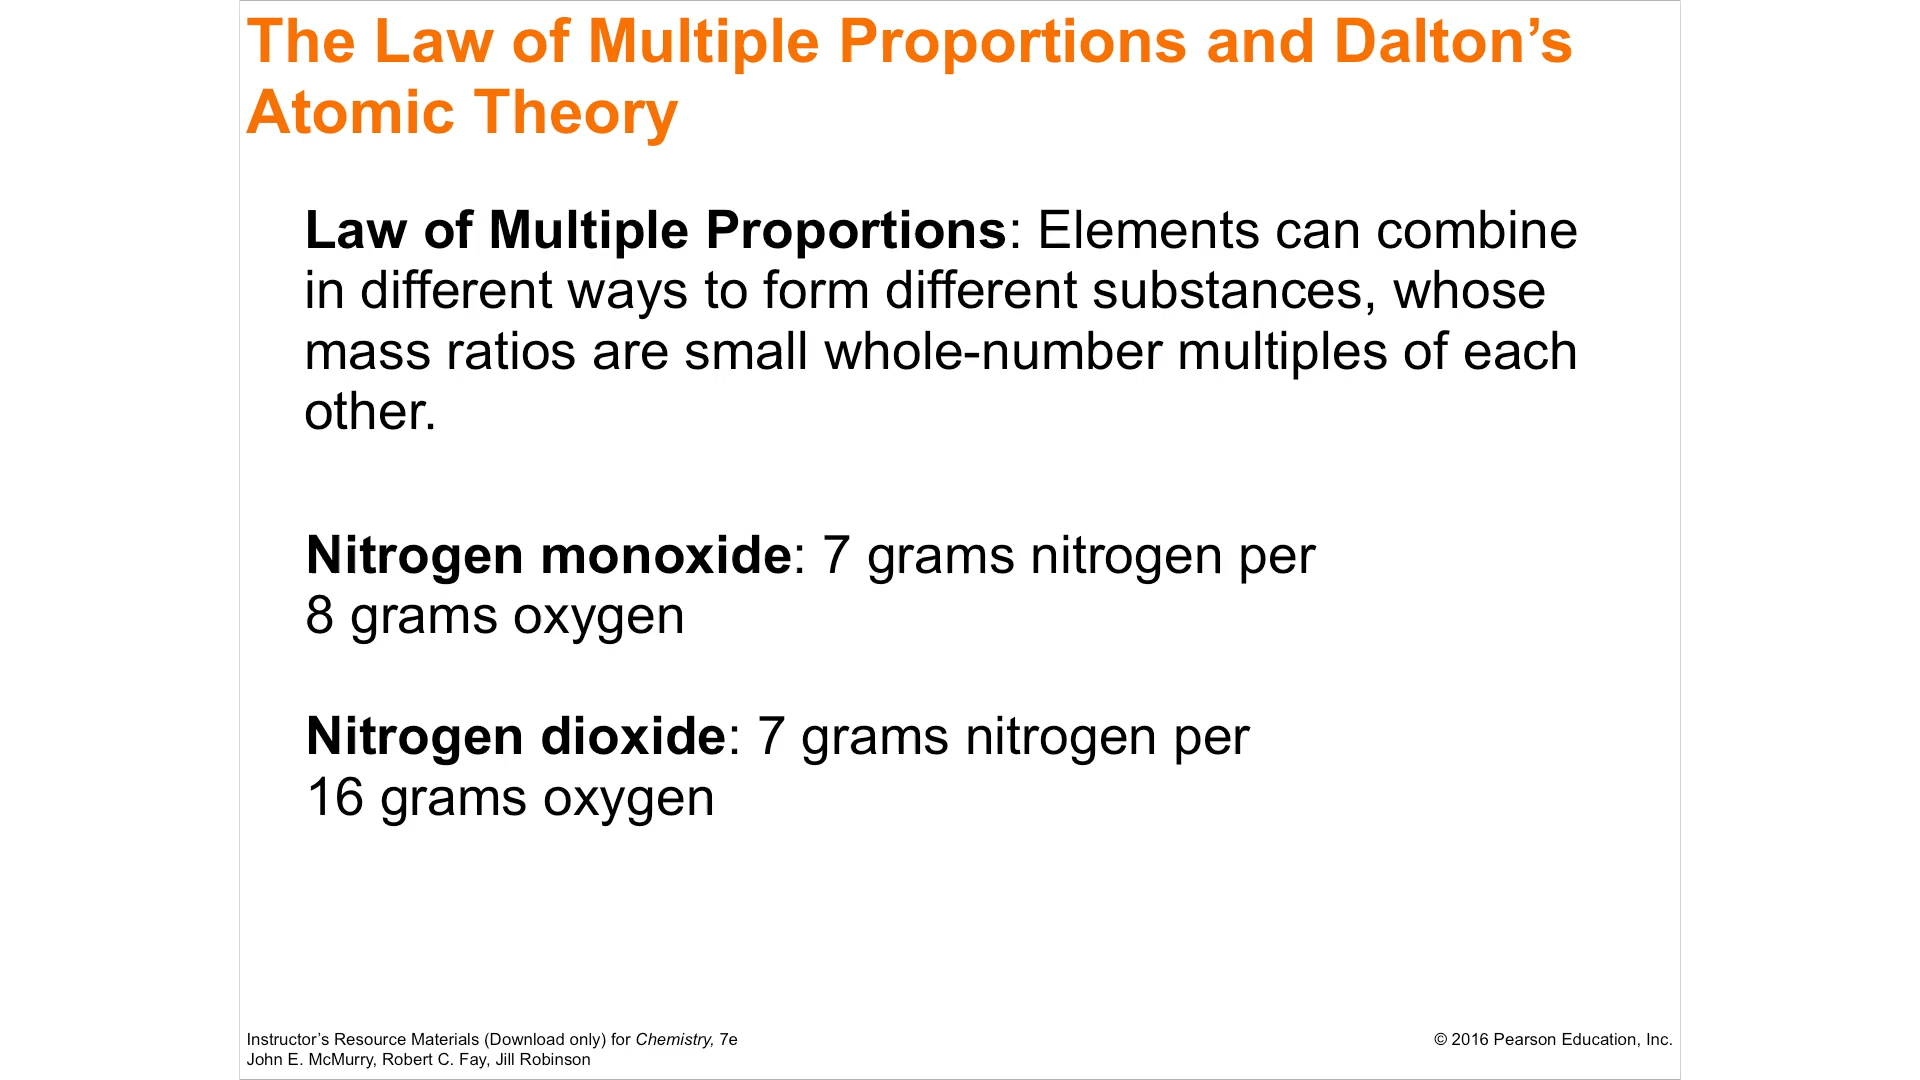 The Law of Multiple Proportions and Dalton’s
Atomic Theory
Law of Multiple Proportions: Elements can combine
in different ways to form different substances, whose
mass ratios are small whole-number multiples of each
other.
Nitrogen monoxide: 7 grams nitrogen per
8 grams oxygen
Nitrogen dioxide: 7 grams nitrogen per
16 grams oxygen
Instructor’s Resource Materials (Download only) for Chemistry, 7e
John E. McMurry, Robert C. Fay, Jill Robinson
© 2016 Pearson Education, Inc.